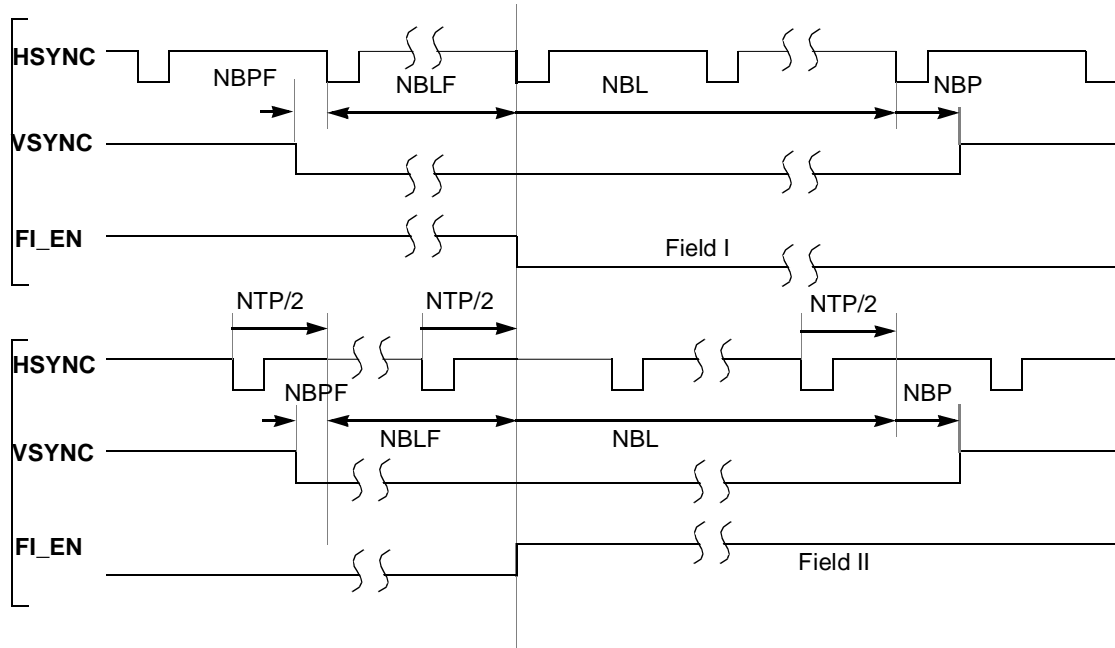 HSYNC
NBPF
NBLF
NBL
NBP
VSYNC
FI_EN
Field I
NTP/2
NTP/2
NTP/2
HSYNC
NBPF
NBP
NBLF
NBL
VSYNC
FI_EN
Field II